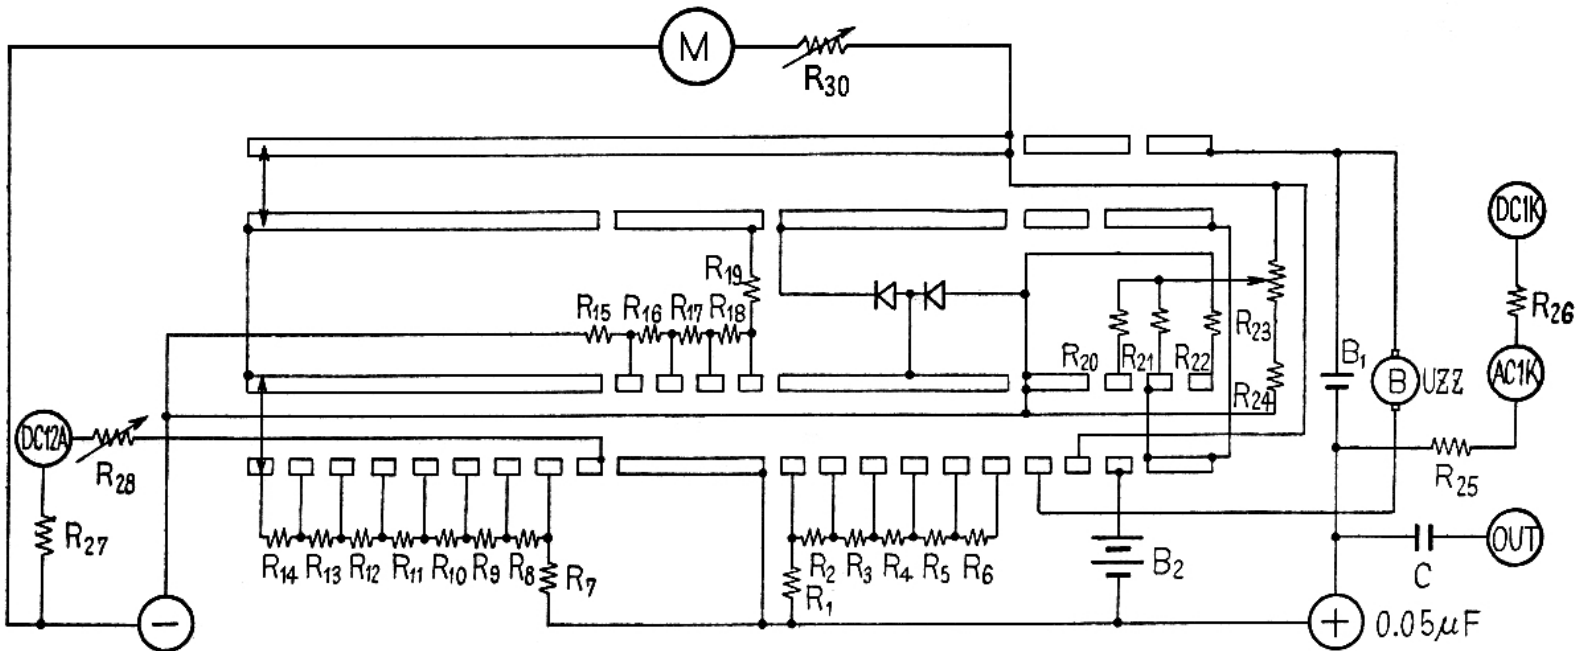 M
R30
DC1K
R19
R15
R16
R17
R18
R26
R23
R20
R21
R22
B1
B
UZZ
AC1K
R24
DC12A
R28
R25
R27
R14
R13
R12
R11
R10
R9
R8
R7
R2
R3
R4
R5
R6
B2
C
OUT
R1
−
+
0.05μF